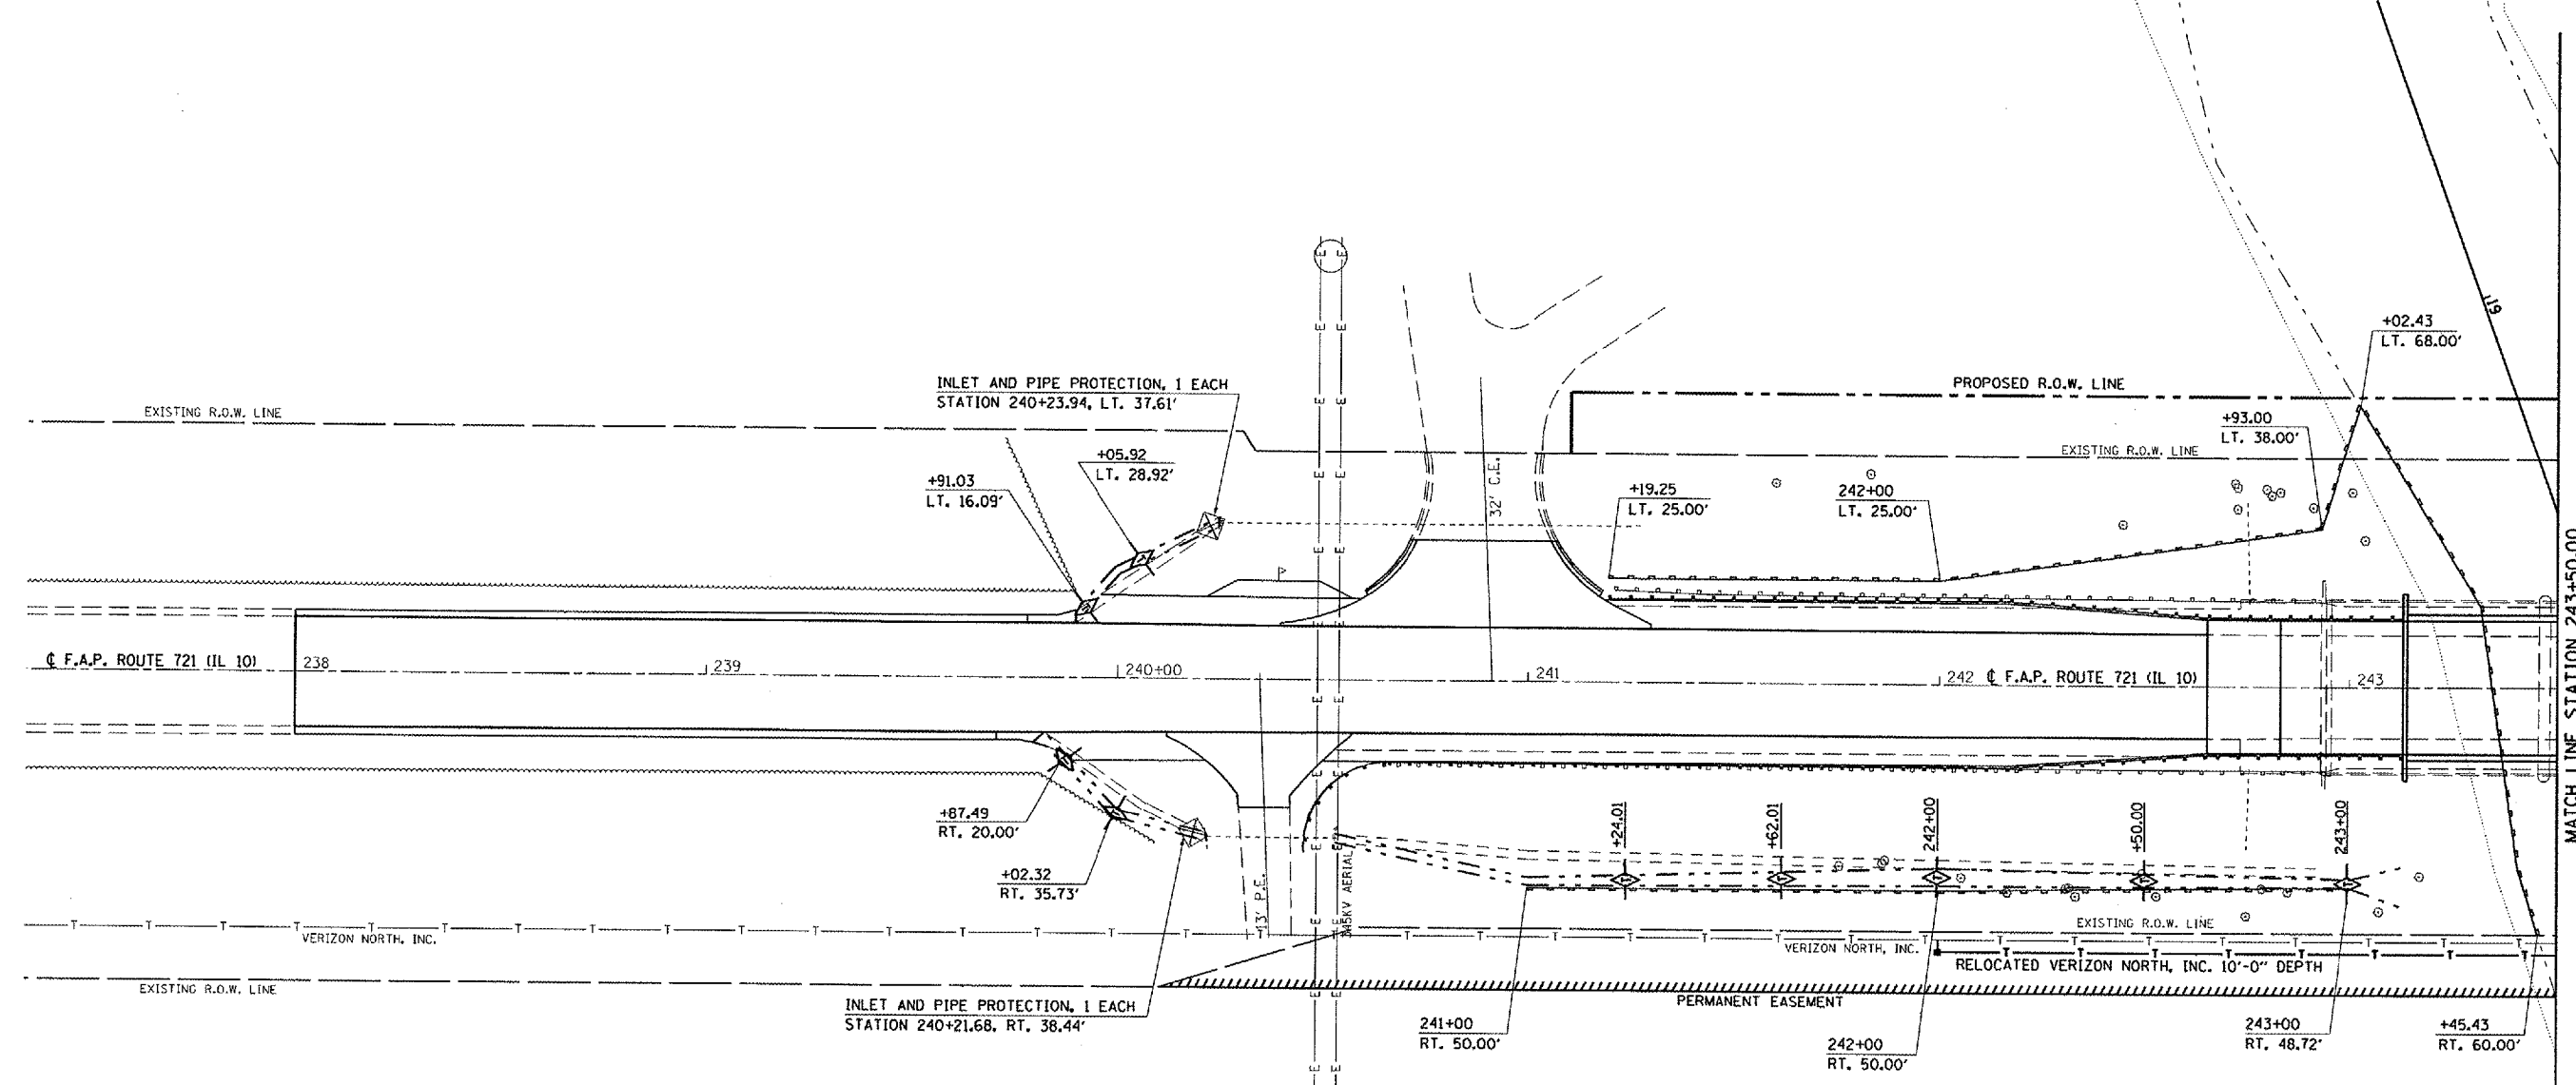 19
+02.43
LT. 68.00'
INLET AND PIPE PROTECTION, 1 EACH
STATION 240+23.94, LT. 37.61'
PROPOSED R.O.W. LINE
EXISTING R.O.W. LINE
+93.00
LT. 38.00'
EXISTING R.O.W. LINE
+05.92
LT. 28.92'
+91.03
LT. 16.09'
32' C.E.
+19.25
LT. 25.00'
242+00
LT. 25.00'
P
℄ F.A.P. ROUTE 721 (IL 10)
238
239
240+00
241
242
℄ F.A.P. ROUTE 721 (IL 10)
243
MATCH LINE STATION 243+50.00
+87.49
RT. 20.00'
+02.32
RT. 35.73'
13' P.E.
345KV AERIAL
+24.01
+62.01
242+00
+50.00
243+00
VERIZON NORTH, INC.
EXISTING R.O.W. LINE
VERIZON NORTH, INC.
RELOCATED VERIZON NORTH, INC. 10'-0" DEPTH
EXISTING R.O.W. LINE
PERMANENT EASEMENT
INLET AND PIPE PROTECTION, 1 EACH
STATION 240+21.68, RT. 38.44'
241+00
RT. 50.00'
242+00
RT. 50.00'
243+00
RT. 48.72'
+45.43
RT. 60.00'